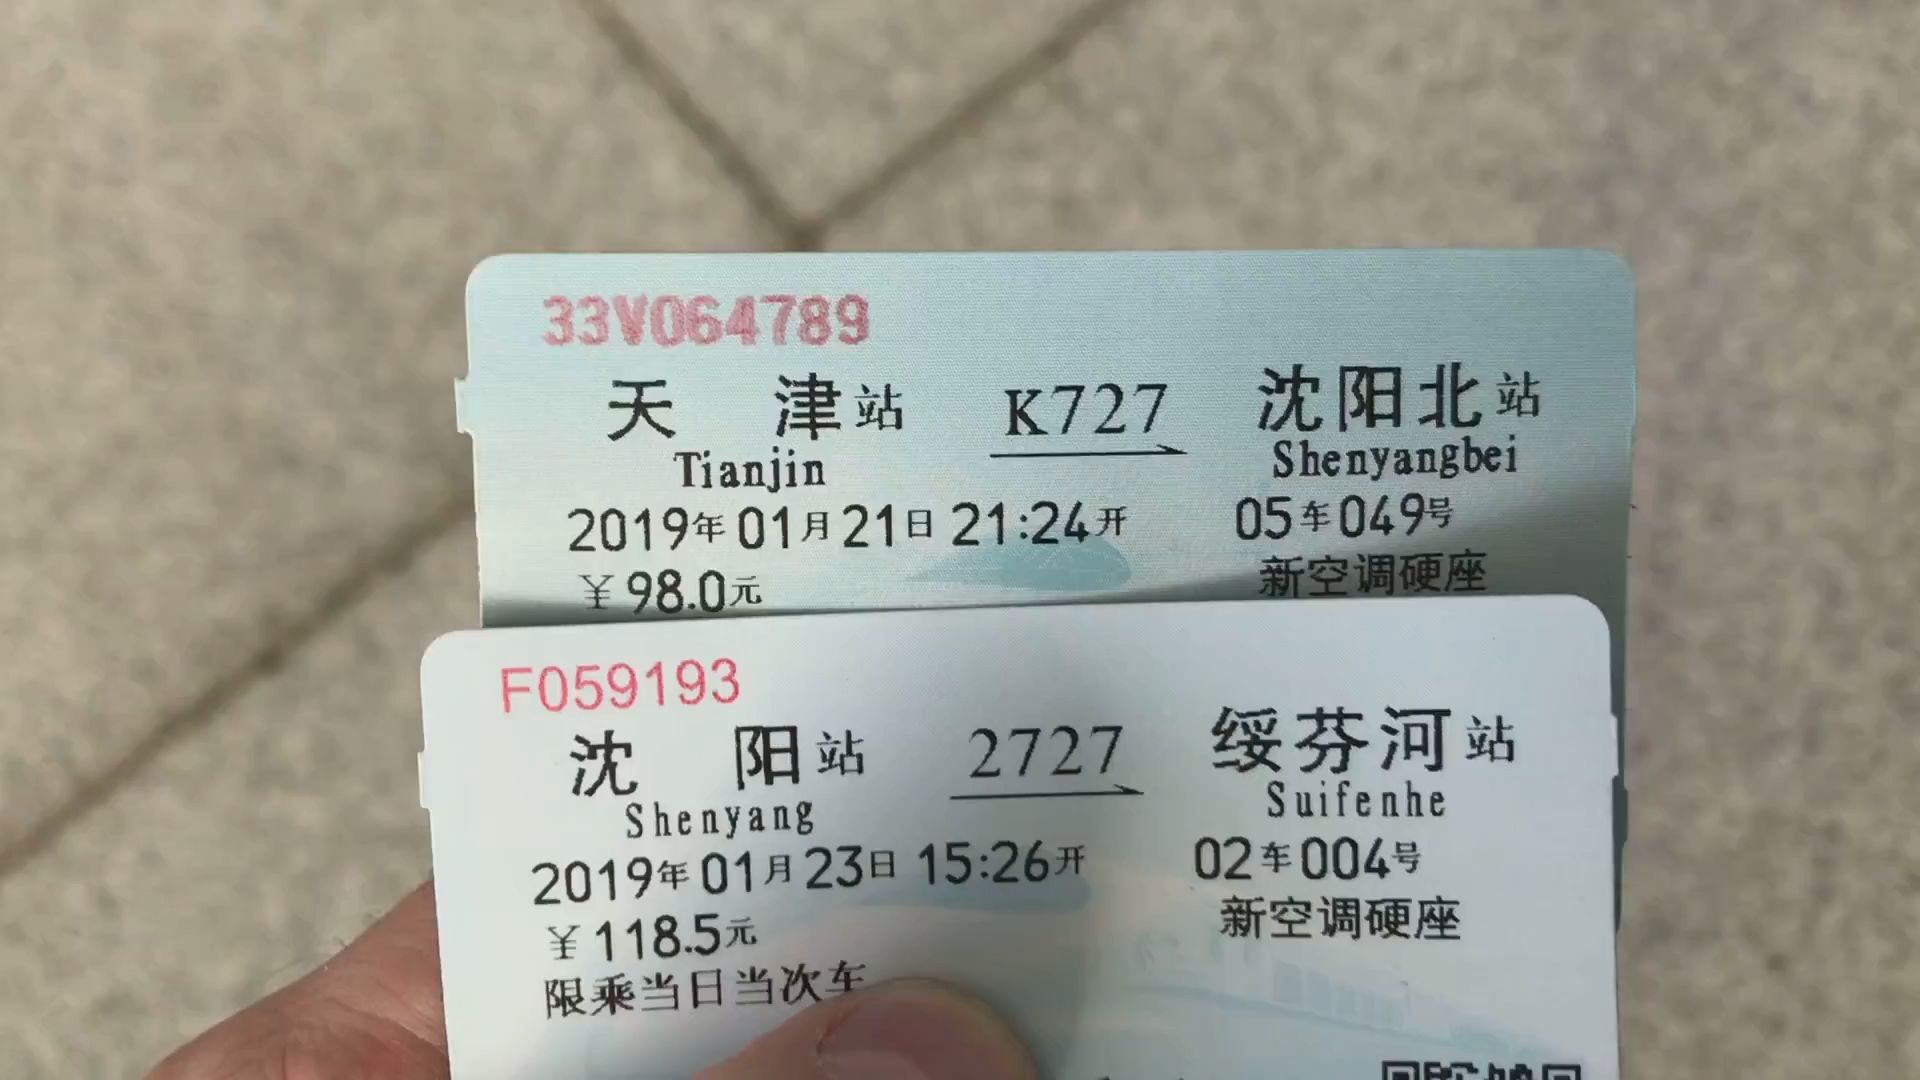 33V064789
天津站 K727 沈阳北站
Tianjin Shenyangbei
2019年01月21日 21:24开 05车049号
¥98.0元 新空调硬座
F059193
沈阳站 2727 绥芬河站
Shenyang Suifenhe
2019年01月23日 15:26开 02车004号
¥118.5元 新空调硬座
限乘当日当次车